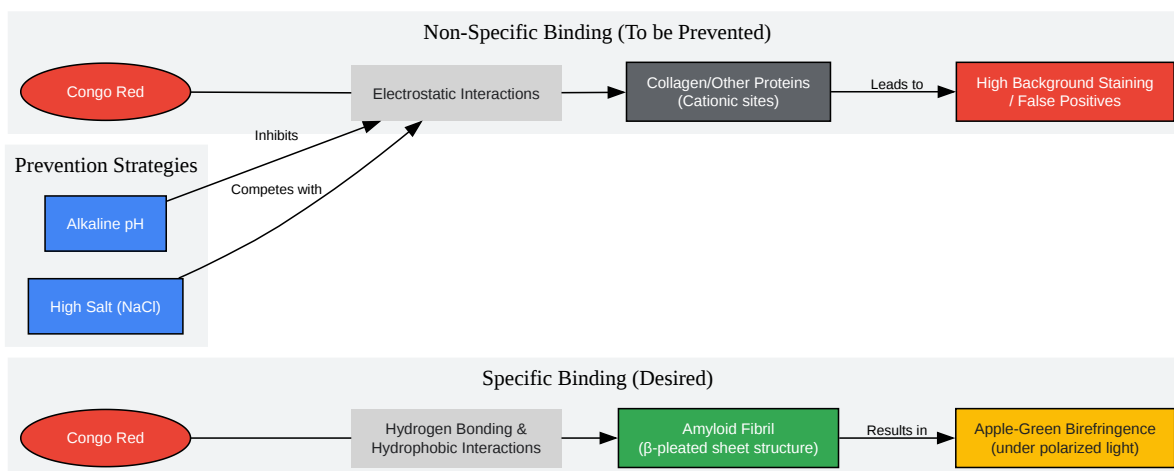 Non-Specific Binding (To be Prevented)
Congo Red
Electrostatic Interactions
Collagen/Other Proteins
(Cationic sites)
Leads to
High Background Staining
/ False Positives
Inhibits
Prevention Strategies
Competes with
Alkaline pH
High Salt (NaCl)
Specific Binding (Desired)
Congo Red
Hydrogen Bonding &
Hydrophobic Interactions
Amyloid Fibril
(β-pleated sheet structure)
Results in
Apple-Green Birefringence
(under polarized light)